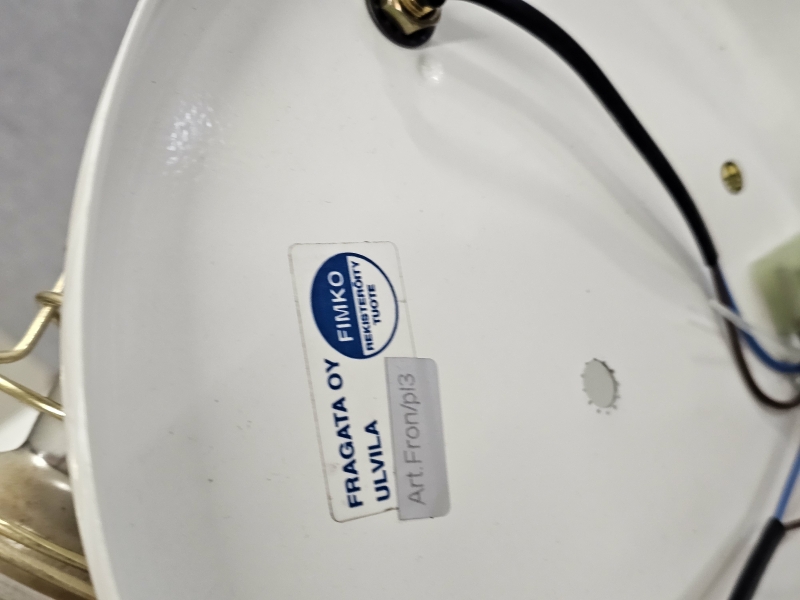 FRAGATA OY
ULVILA
FIMKO
REKISTERÖITY
TUOTE
Art.Fron/pl3